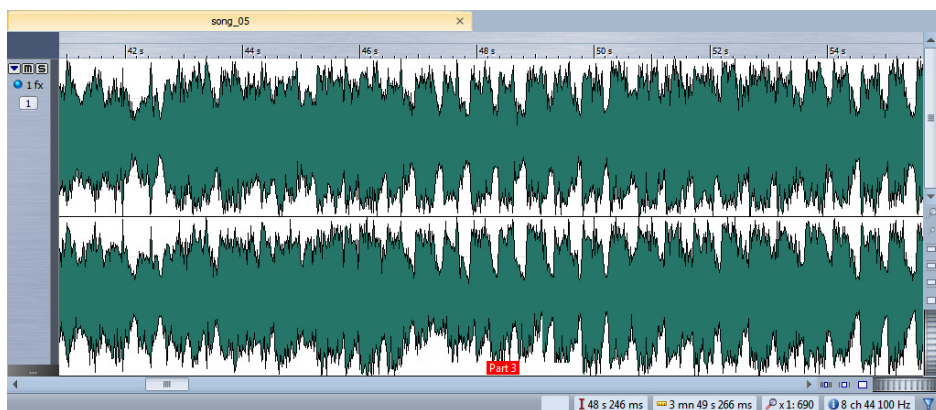 song_05
42 s 44 s 46 s 48 s 50 s 52 s 54 s
m S
1 fx
1
Part 3
...
48 s 246 ms 3 mn 49 s 266 ms x 1: 690 8 ch 44 100 Hz